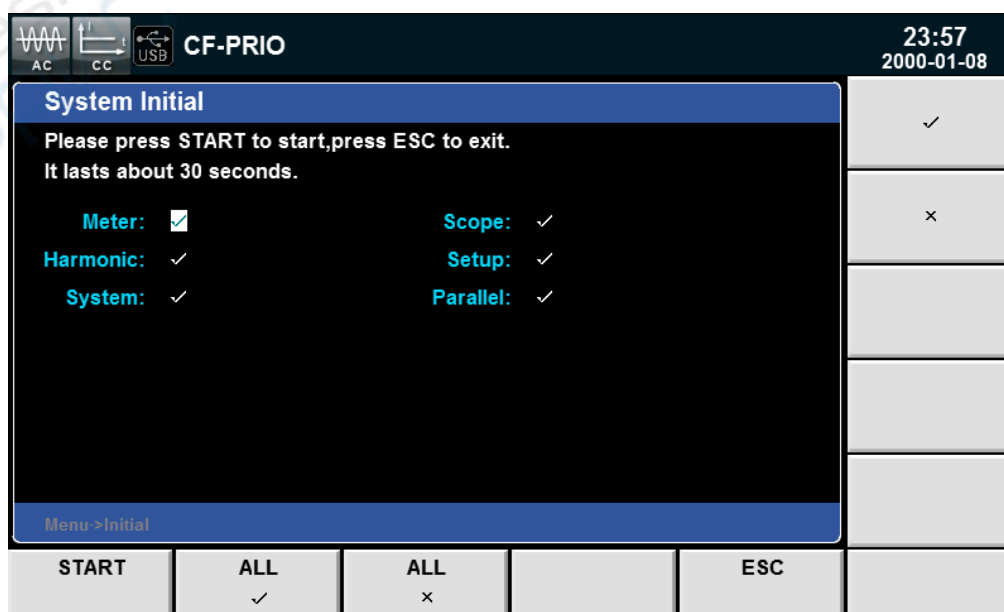 AC CC USB CF-PRIO 23:57
2000-01-08
System Initial
Please press START to start,press ESC to exit.
It lasts about 30 seconds.
Meter: ✓ Scope: ✓
Harmonic: ✓ Setup: ✓
System: ✓ Parallel: ✓
Menu->Initial
✓
×
START ALL ✓ ALL × ESC